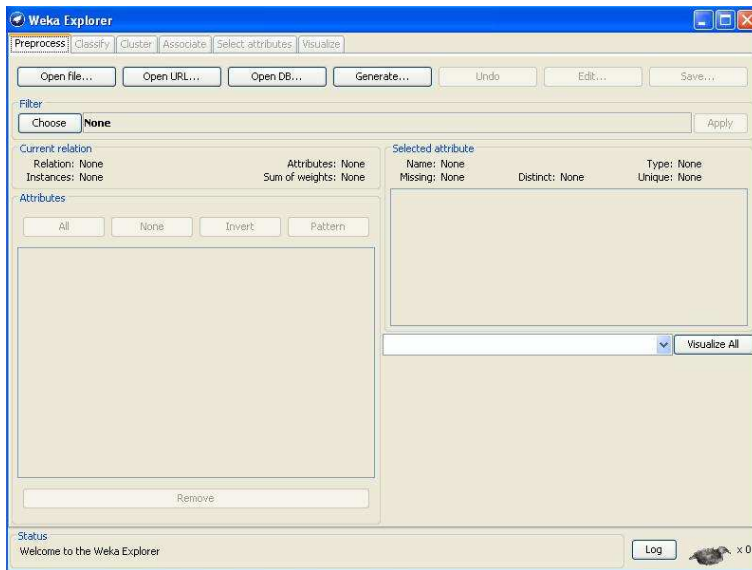 Weka Explorer
Preprocess Classify Cluster Associate Select attributes Visualize
Open file... Open URL... Open DB... Generate... Undo Edit... Save...
Filter
Choose None Apply
Current relation
Relation: None Attributes: None
Instances: None Sum of weights: None
Selected attribute
Name: None Type: None
Missing: None Distinct: None Unique: None
Attributes
All None Invert Pattern
Visualize All
Remove
Status
Welcome to the Weka Explorer
Log x 0